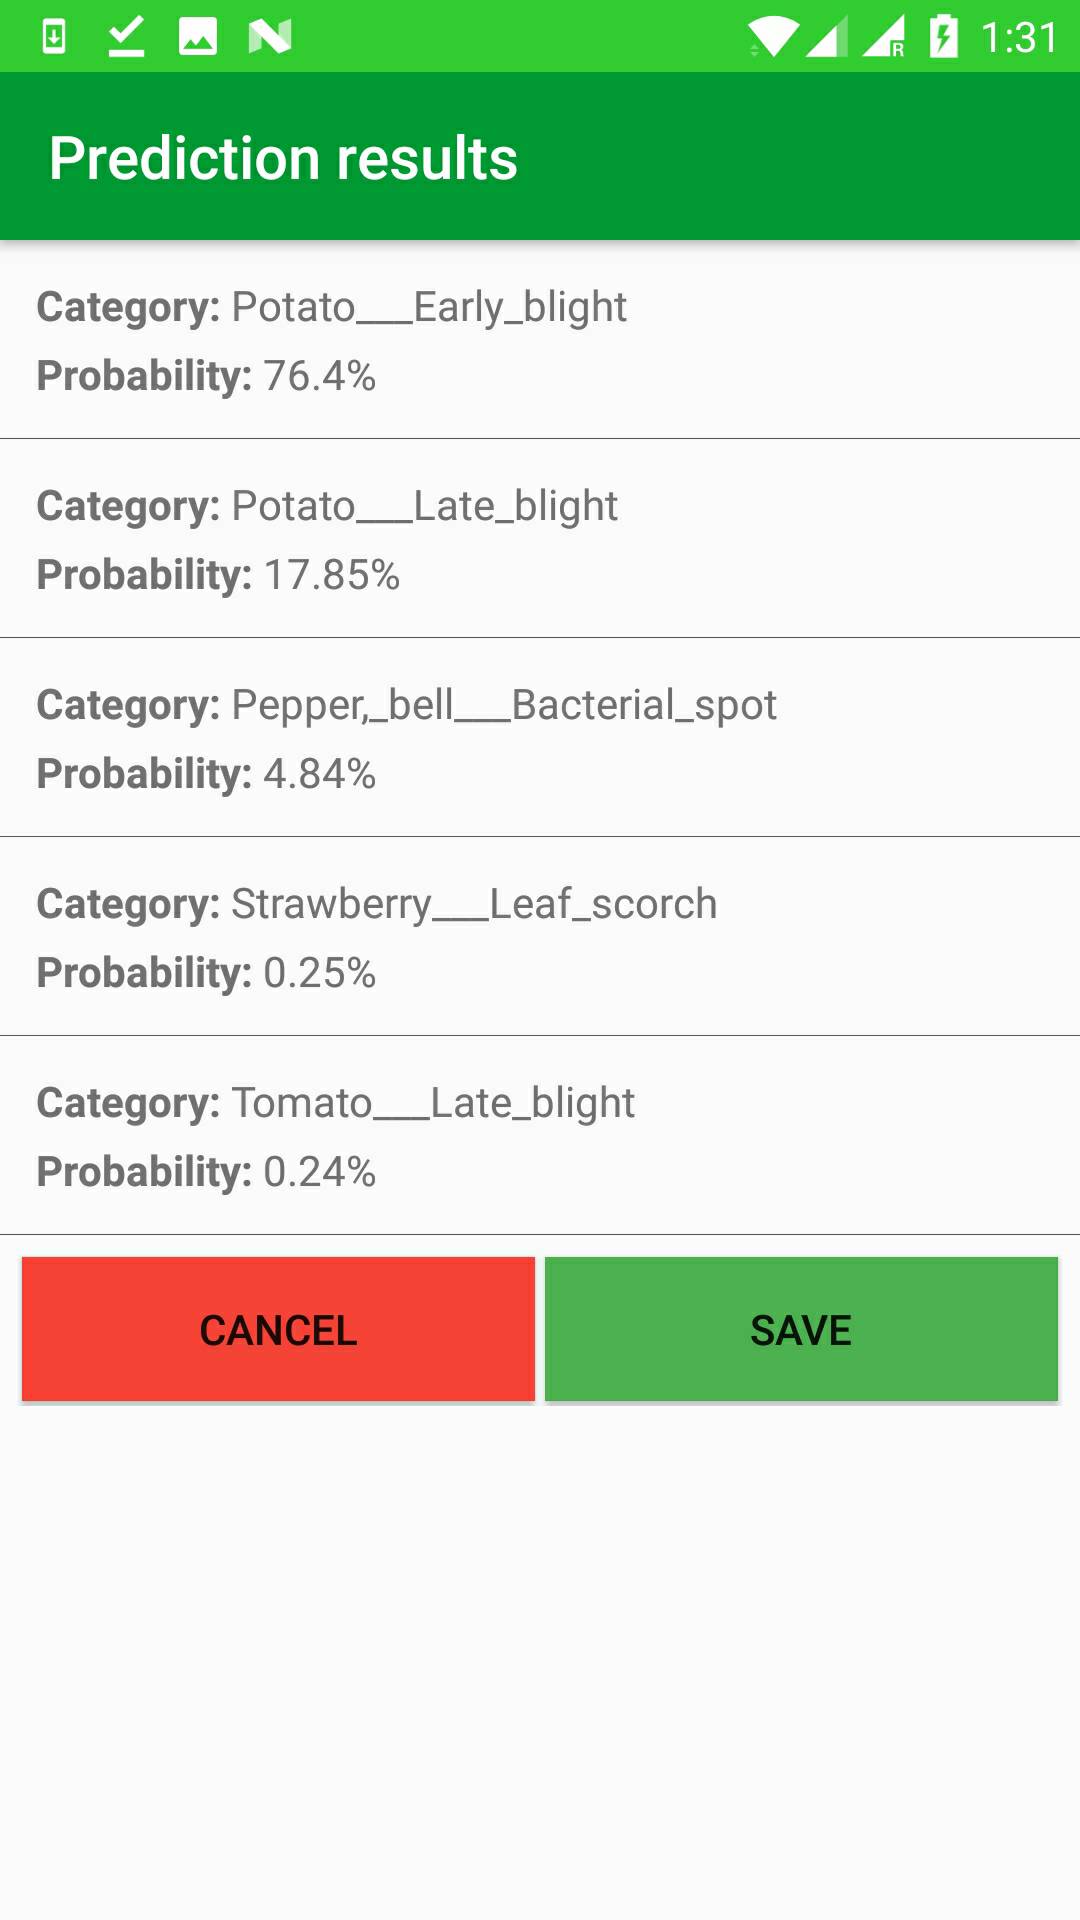 1:31
Prediction results
Category: Potato___Early_blight
Probability: 76.4%
Category: Potato___Late_blight
Probability: 17.85%
Category: Pepper,_bell___Bacterial_spot
Probability: 4.84%
Category: Strawberry___Leaf_scorch
Probability: 0.25%
Category: Tomato___Late_blight
Probability: 0.24%
CANCEL SAVE